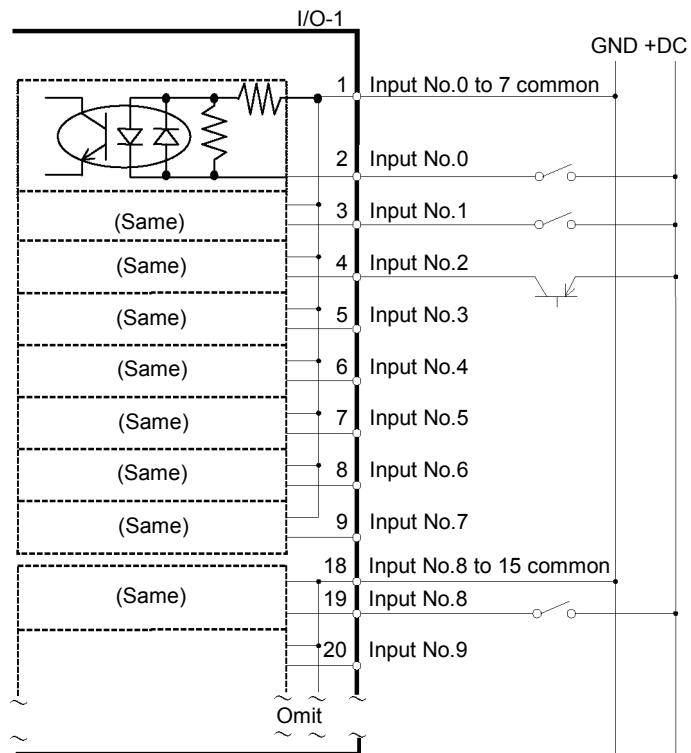 I/O-1
GND +DC
1 Input No.0 to 7 common
2 Input No.0
(Same) 3 Input No.1
(Same) 4 Input No.2
(Same) 5 Input No.3
(Same) 6 Input No.4
(Same) 7 Input No.5
(Same) 8 Input No.6
(Same) 9 Input No.7
18 Input No.8 to 15 common
(Same) 19 Input No.8
20 Input No.9
Omit